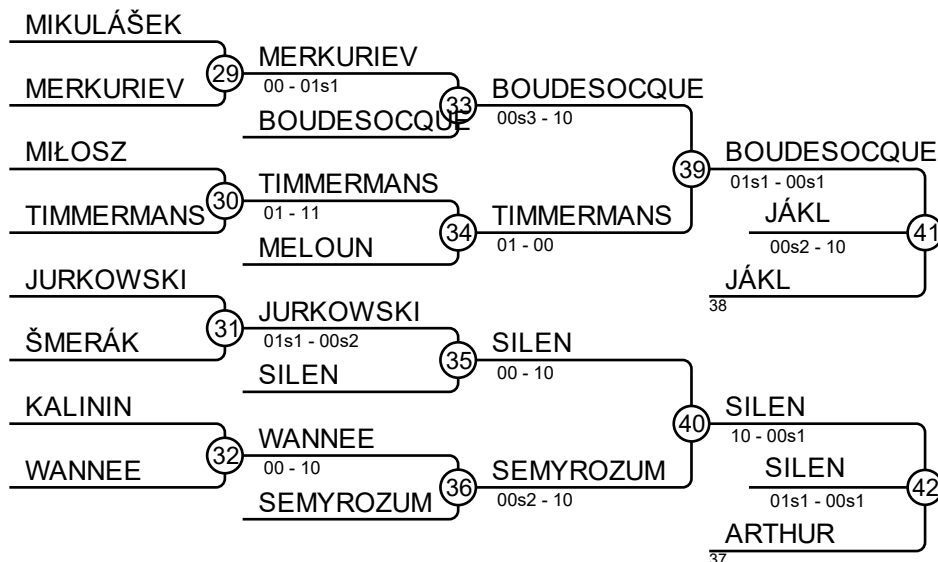 MIKULÁŠEK
29
MERKURIEV
MERKURIEV
00 - 01s1
33
BOUDESOCQUE
BOUDESOCQUE
00s3 - 10
MIŁOSZ
30
TIMMERMANS
TIMMERMANS
01 - 11
34
MELOUN
TIMMERMANS
01 - 00
39
BOUDESOCQUE
01s1 - 00s1
JÁKL
00s2 - 10
41
JÁKL
38
JURKOWSKI
31
ŠMERÁK
JURKOWSKI
01s1 - 00s2
35
SILEN
SILEN
00 - 10
KALININ
32
WANNEE
WANNEE
00 - 10
36
SEMYROZUM
SEMYROZUM
00s2 - 10
40
SILEN
10 - 00s1
SILEN
01s1 - 00s1
42
ARTHUR
37